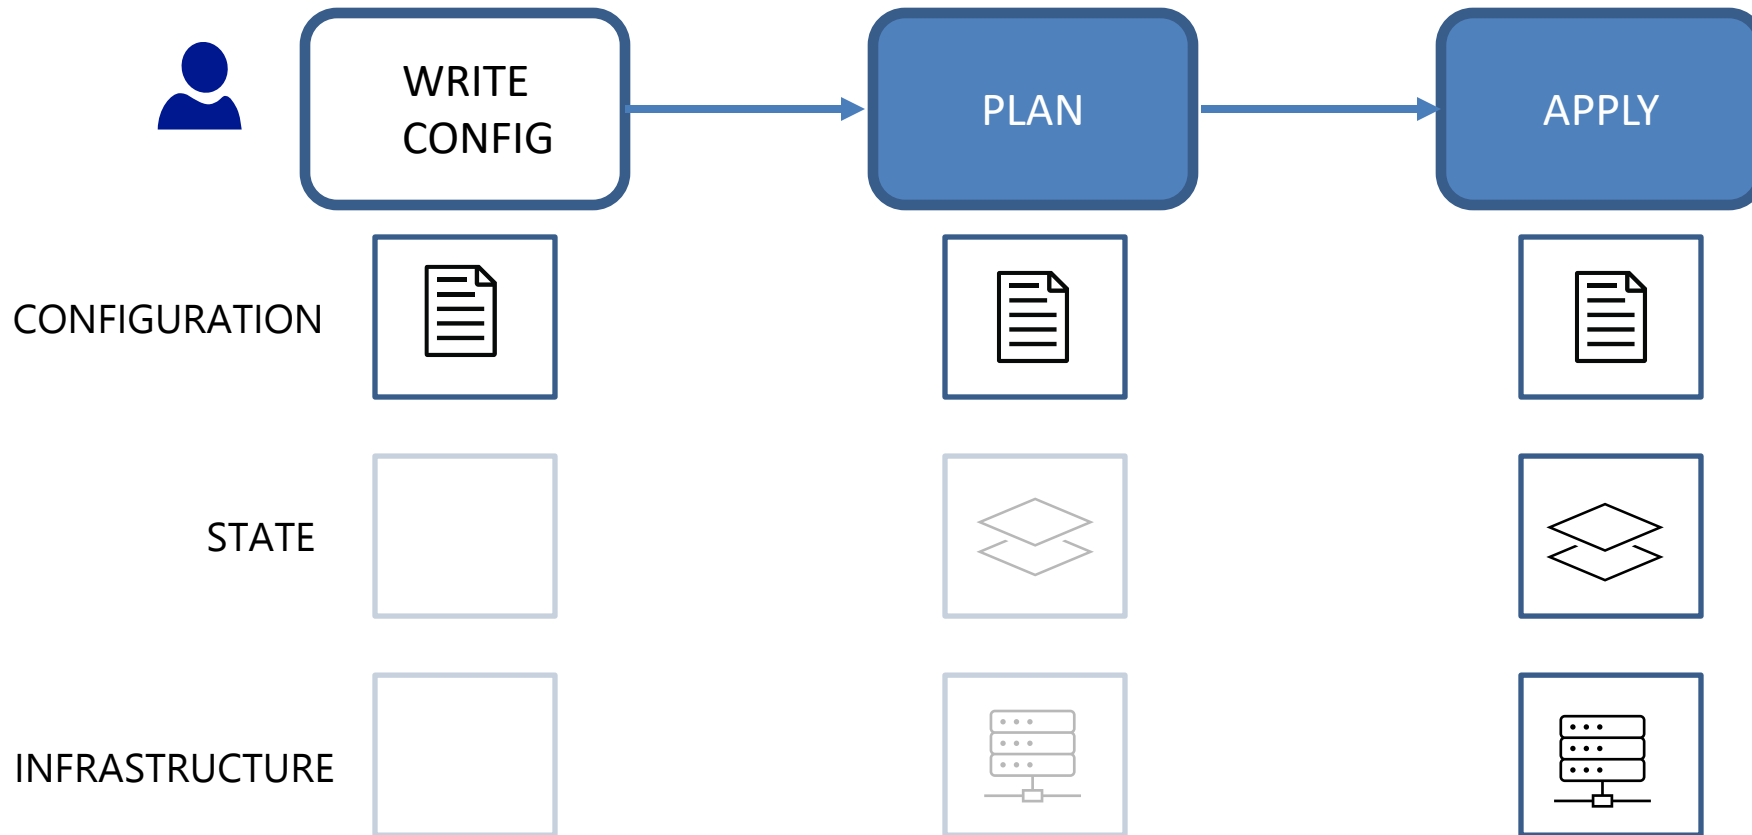 WRITE
CONFIG
PLAN
APPLY
CONFIGURATION
STATE
INFRASTRUCTURE